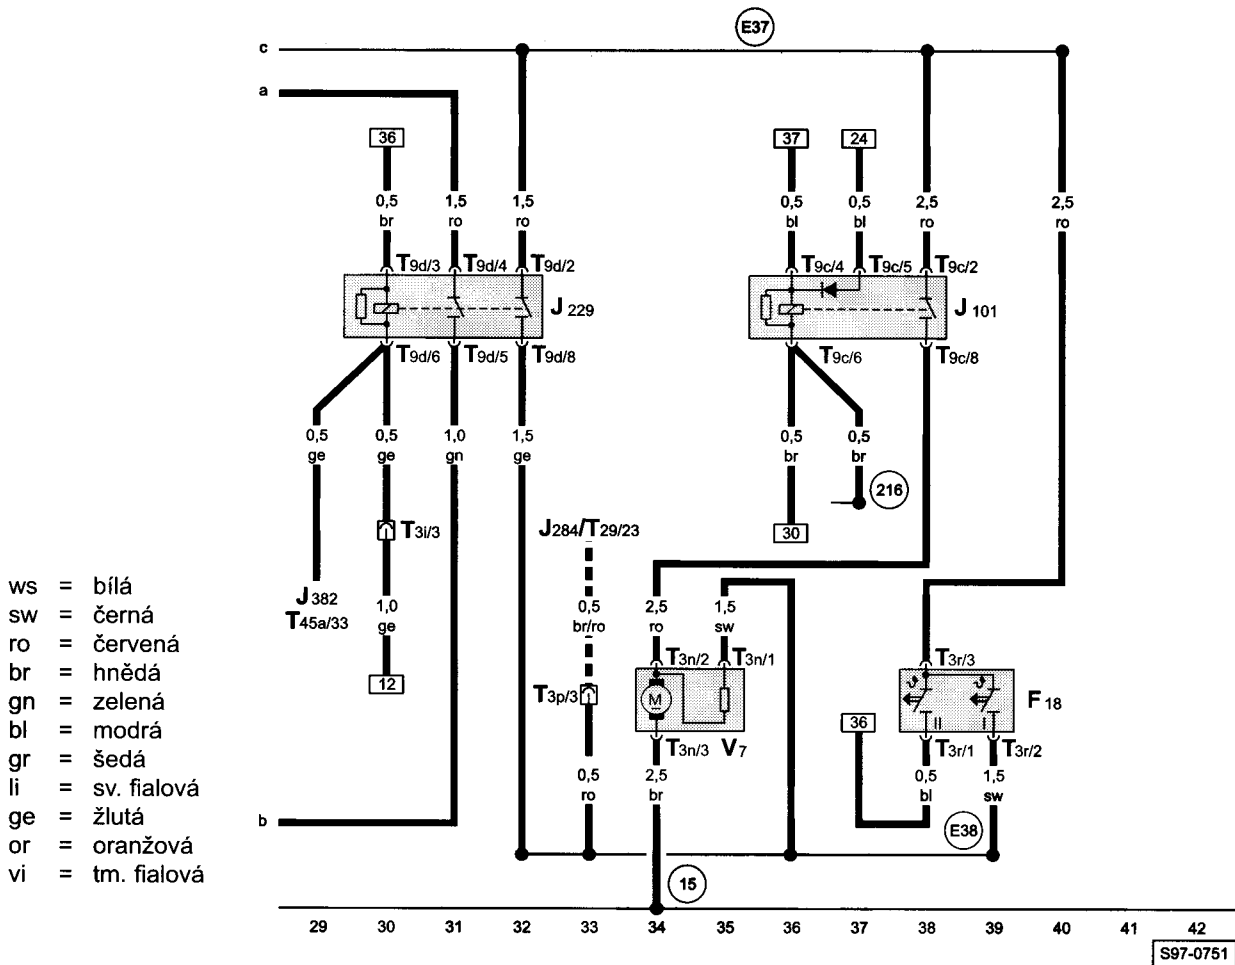 E37
c
a
36 37 24
0,5 1,5 1,5 0,5 0,5 2,5 2,5
br ro ro bl bl ro ro
T9d/3 T9d/4 T9d/2 T9c/4 T9c/5 T9c/2
J 229 J 101
T9d/6 T9d/5 T9d/8 T9c/6 T9c/8
0,5 0,5 1,0 1,5 0,5 0,5
ge ge gn ge br br
216
T3i/3 J284/T29/23 30
ws = bílá
sw = černá
ro = červená
br = hnědá
gn = zelená
bl = modrá
gr = šedá
li = sv. fialová
ge = žlutá
or = oranžová
vi = tm. fialová
J382
T45a/33
1,0 0,5 2,5 1,5
ge br/ro ro sw
T3n/2 T3n/1 T3r/3
12 T3p/3 M F 18
36 II I
T3n/3 V7 T3r/1 T3r/2
0,5 2,5 0,5 1,5
ro br bl sw
b E38
15
29 30 31 32 33 34 35 36 37 38 39 40 41 42
S97-0751